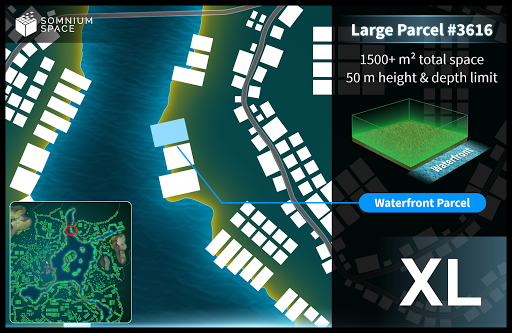 SOMNIUM
SPACE
Large Parcel #3616
1500+ m² total space
50 m height & depth limit
Waterfront
Waterfront Parcel
XL